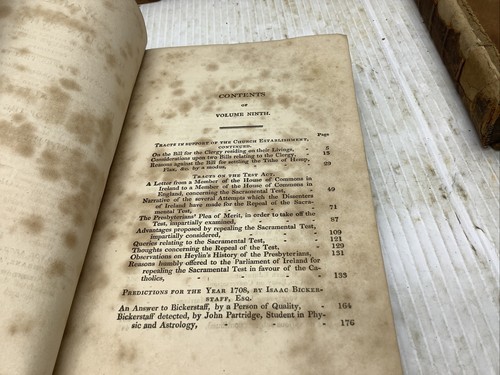 CONTENTS
OF
VOLUME NINTH.
Page
TRACTS IN SUPPORT OF THE CHURCH ESTABLISHMENT,
CONTINUED.
On the Bill for the Clergy residing on their Livings, 5
Considerations upon two Bills relating to the Clergy, 13
Reasons against the Bill for settling the Tithe of Hemp,
Flax, &c. by a modus, 29
TRACTS ON THE TEST ACT.
A Letter from a Member of the House of Commons in
Ireland to a Member of the House of Commons in
England, concerning the Sacramental Test, 49
Narrative of the several Attempts which the Dissenters
of Ireland have made for the Repeal of the Sacra-
mental Test, 71
The Presbyterians' Plea of Merit, in order to take off the
Test, impartially examined, 87
Advantages proposed by repealing the Sacramental Test,
impartially considered, 109
Queries relating to the Sacramental Test, 121
Thoughts concerning the Repeal of the Test, 129
Observations on Heylin's History of the Presbyterians, 131
Reasons humbly offered to the Parliament of Ireland for
repealing the Sacramental Test in favour of the Ca-
tholics, 133
PREDICTIONS FOR THE YEAR 1708, BY ISAAC BICKER-
STAFF, ESQ.
An Answer to Bickerstaff, by a Person of Quality, 164
Bickerstaff detected, by John Partridge, Student in Phy-
sic and Astrology, 176